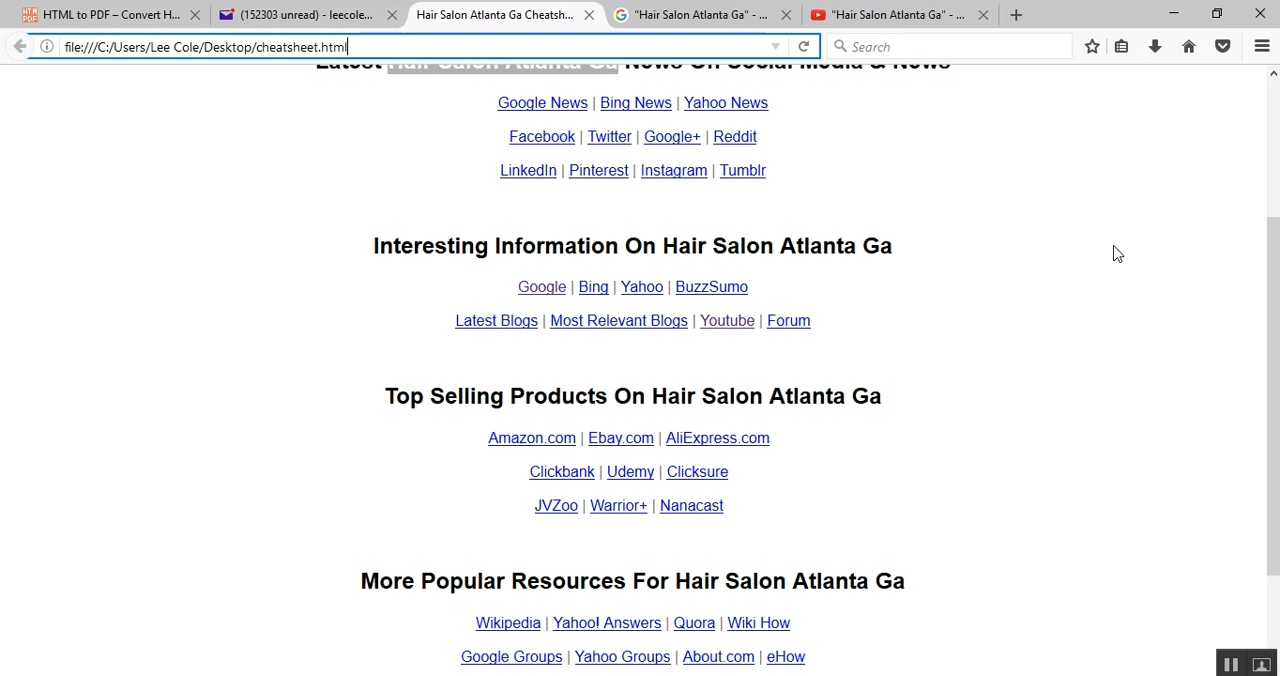 HTML to PDF – Convert H...
(152303 unread) - leecole...
Hair Salon Atlanta Ga Cheatsh...
"Hair Salon Atlanta Ga" - ...
"Hair Salon Atlanta Ga" - ...
file:///C:/Users/Lee Cole/Desktop/cheatsheet.html
Search
Latest Hair Salon Atlanta Ga News On Social Media & News
Google News | Bing News | Yahoo News
Facebook | Twitter | Google+ | Reddit
LinkedIn | Pinterest | Instagram | Tumblr
Interesting Information On Hair Salon Atlanta Ga
Google | Bing | Yahoo | BuzzSumo
Latest Blogs | Most Relevant Blogs | Youtube | Forum
Top Selling Products On Hair Salon Atlanta Ga
Amazon.com | Ebay.com | AliExpress.com
Clickbank | Udemy | Clicksure
JVZoo | Warrior+ | Nanacast
More Popular Resources For Hair Salon Atlanta Ga
Wikipedia | Yahoo! Answers | Quora | Wiki How
Google Groups | Yahoo Groups | About.com | eHow